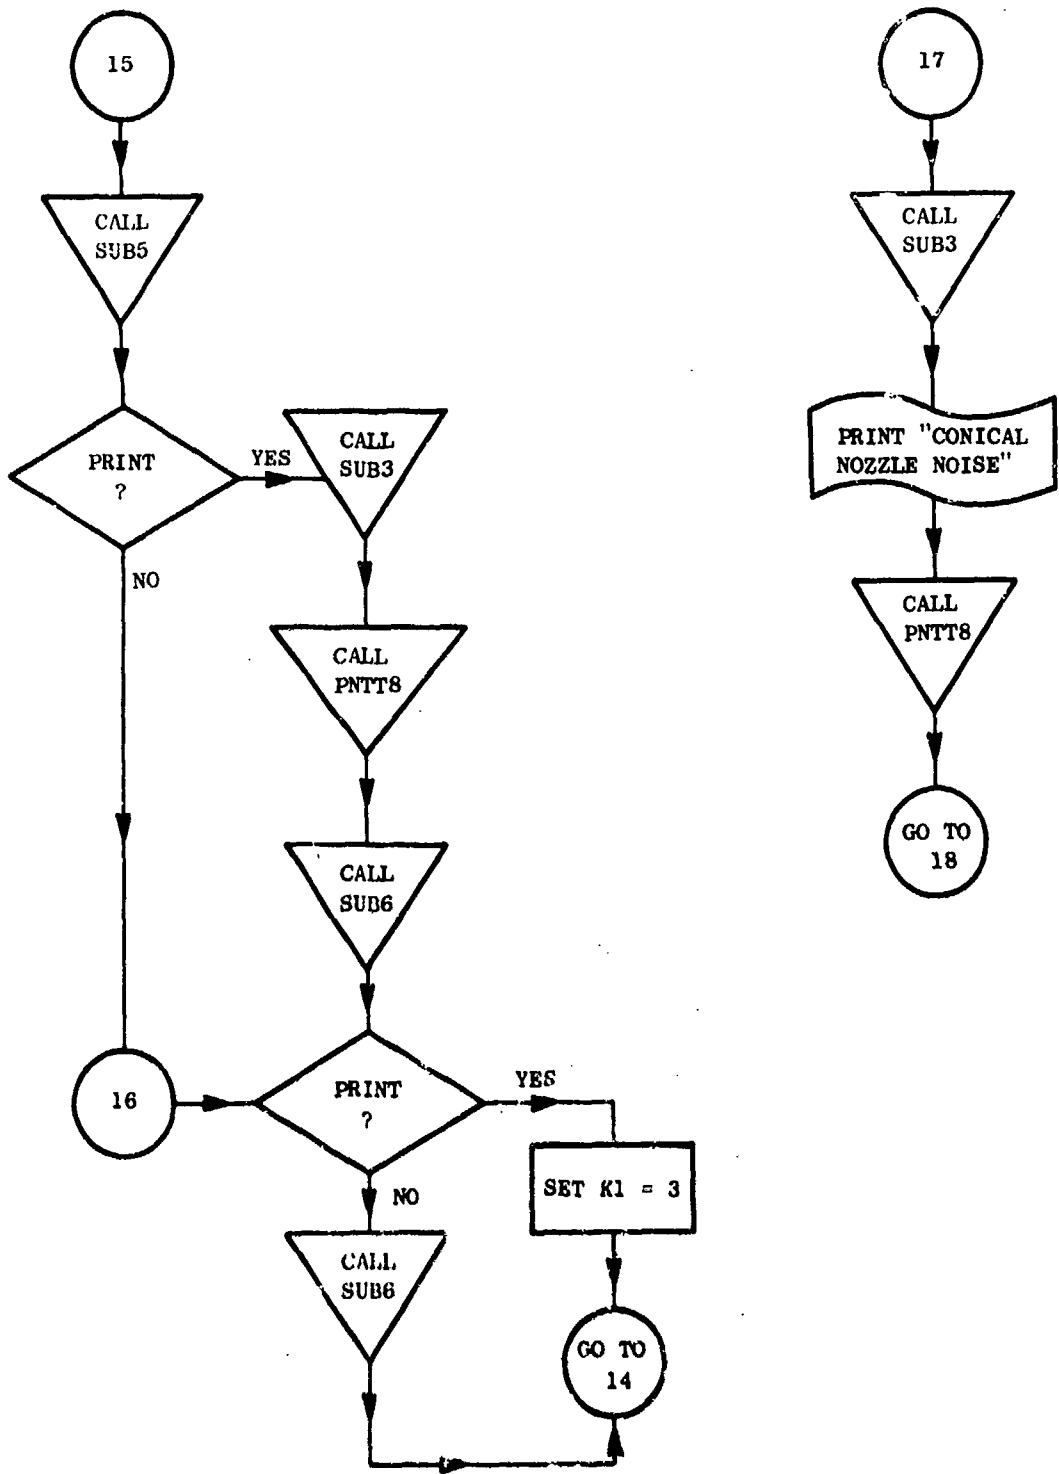 15
CALL
SUB5
PRINT
?
YES
NO
CALL
SUB3
CALL
PNTT8
CALL
SUB6
16
PRINT
?
YES
NO
SET K1 = 3
CALL
SUB6
GO TO
14
17
CALL
SUB3
PRINT "CONICAL
NOZZLE NOISE"
CALL
PNTT8
GO TO
18